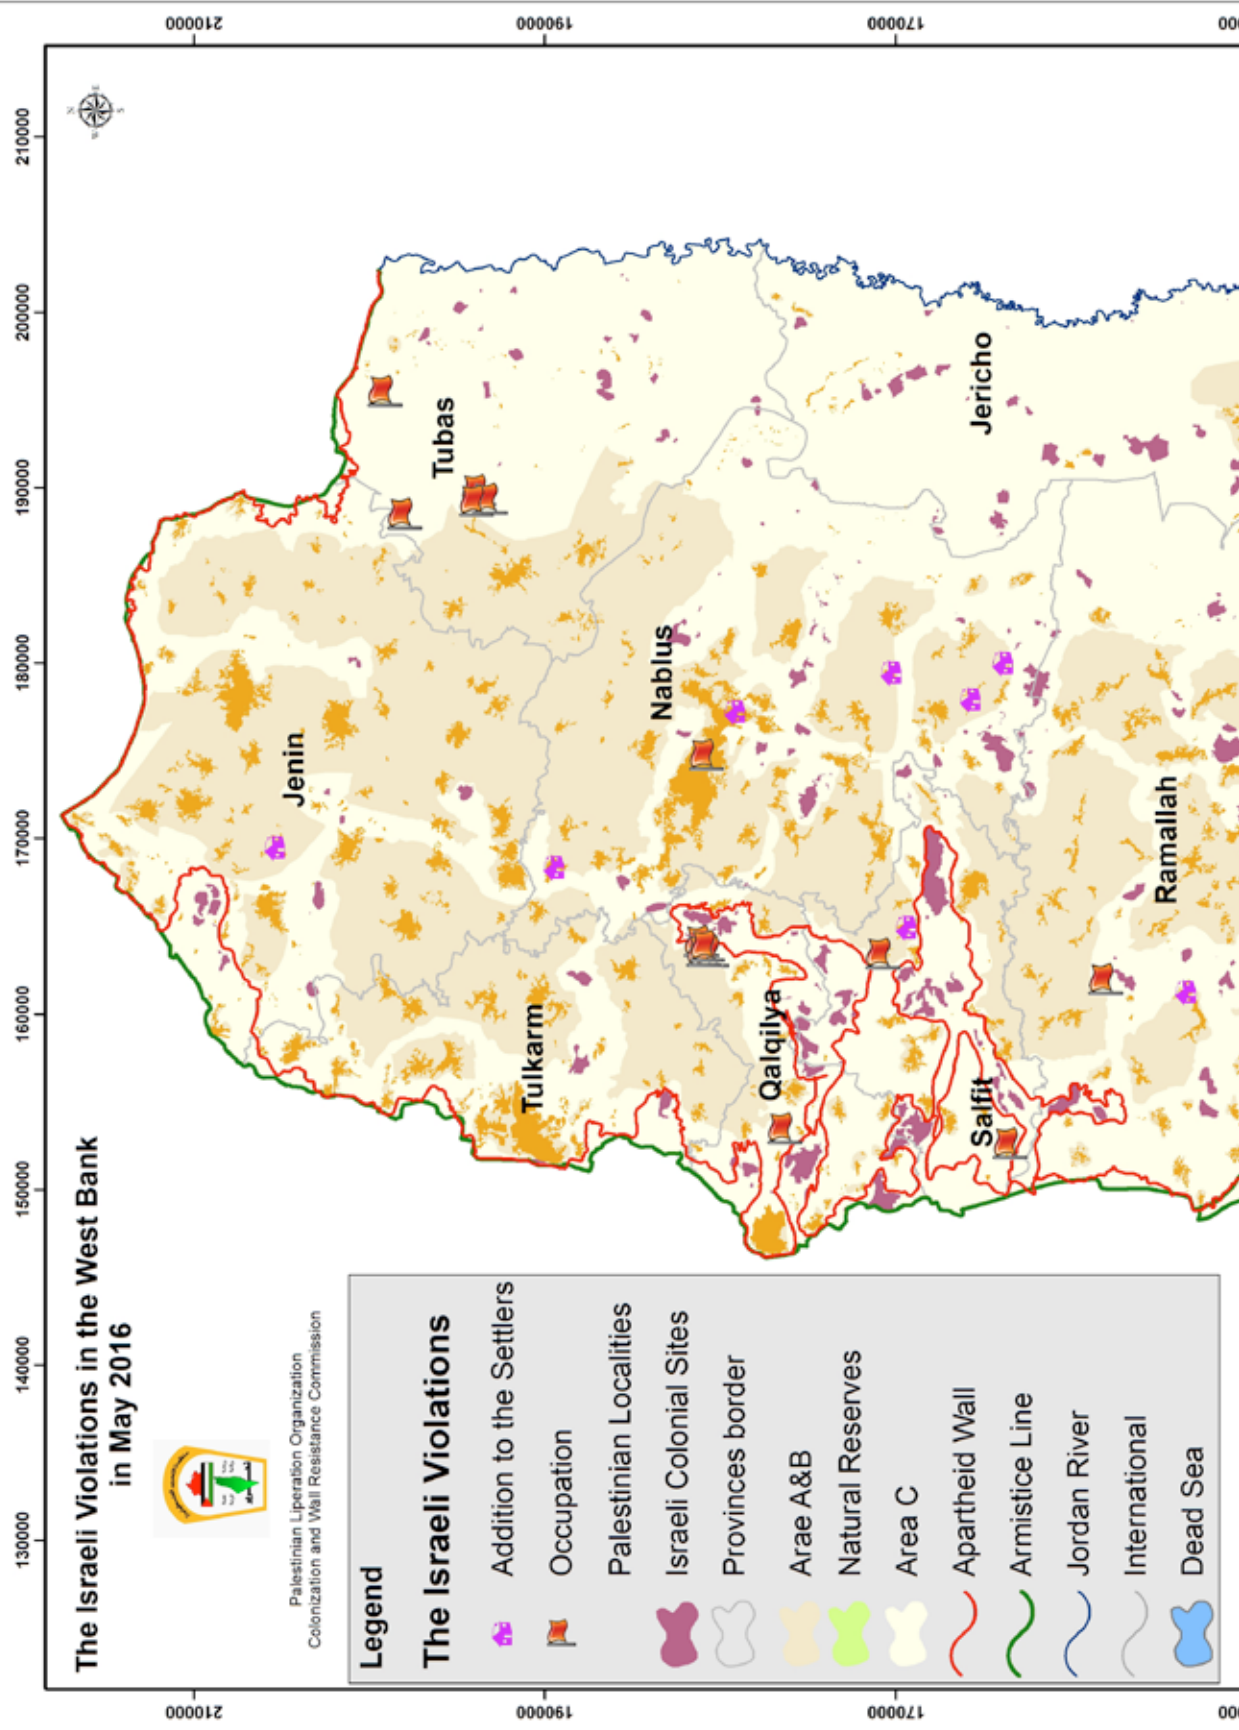 The Israeli Violations in the West Bank
in May 2016
Palestinian Liperation Organization
Colonization and Wall Resistance Commission
Legend
The Israeli Violations
Addition to the Settlers
Occupation
Palestinian Localities
Israeli Colonial Sites
Provinces border
Arae A&B
Natural Reserves
Area C
Apartheid Wall
Armistice Line
Jordan River
International
Dead Sea
130000
140000
150000
160000
170000
180000
190000
200000
210000
210000
190000
170000
210000
190000
170000
N
E
S
W
Jenin
Tubas
Tulkarm
Nablus
Qalqilya
Salfit
Jericho
Ramallah